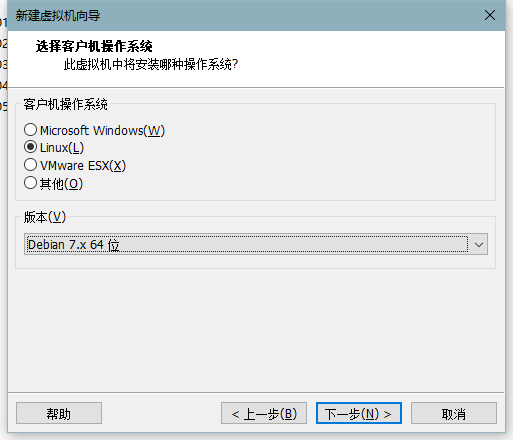 新建虚拟机向导
选择客户机操作系统
此虚拟机中将安装哪种操作系统?
客户机操作系统
Microsoft Windows(W)
Linux(L)
VMware ESX(X)
其他(O)
版本(V)
Debian 7.x 64 位
帮助
< 上一步(B)
下一步(N) >
取消